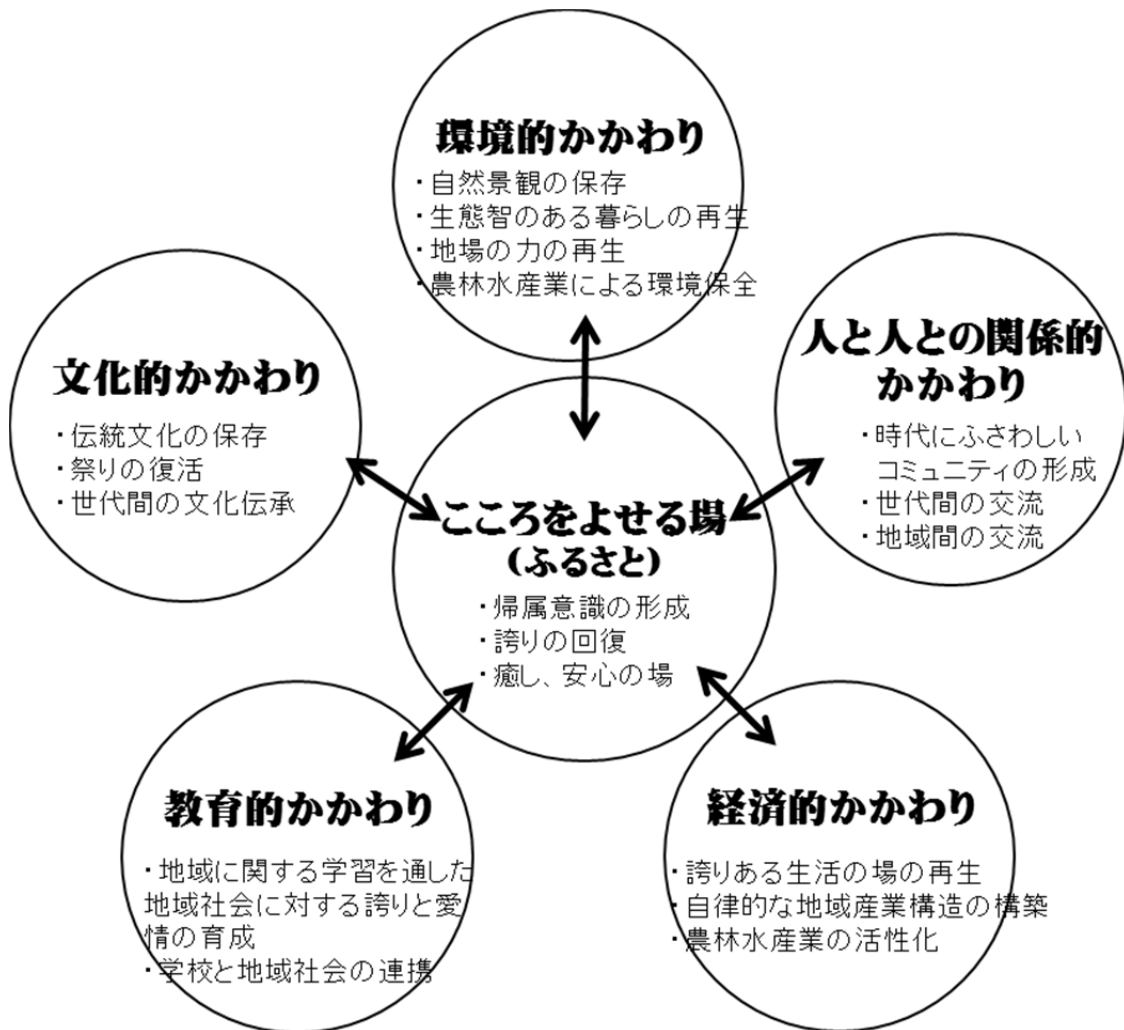 環境的かかわり
・自然景観の保存
・生態智のある暮らしの再生
・地場の力の再生
・農林水産業による環境保全
文化的かかわり
・伝統文化の保存
・祭りの復活
・世代間の文化伝承
人と人との関係的
かかわり
・時代にふさわしい
コミュニティの形成
・世代間の交流
・地域間の交流
こころをよせる場
(ふるさと)
・帰属意識の形成
・誇りの回復
・癒し、安心の場
教育的かかわり
・地域に関する学習を通した
地域社会に対する誇りと愛
情の育成
・学校と地域社会の連携
経済的かかわり
・誇りある生活の場の再生
・自律的な地域産業構造の構築
・農林水産業の活性化